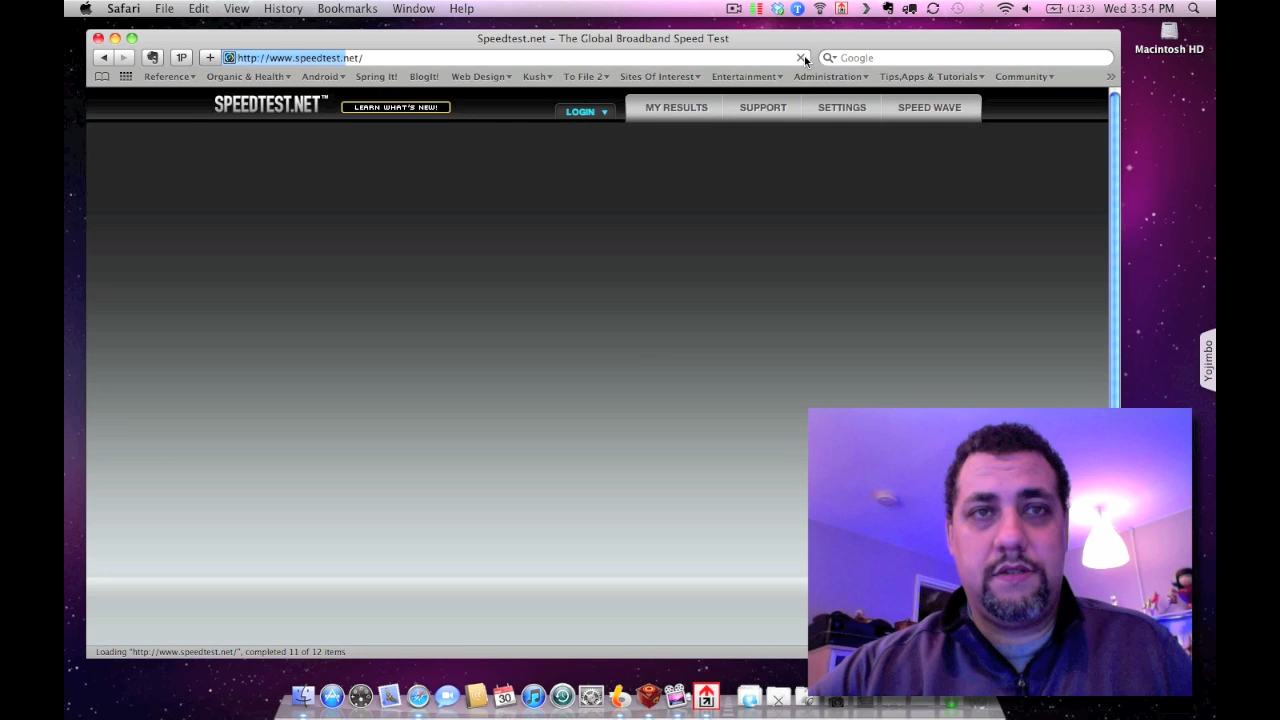 Safari File Edit View History Bookmarks Window Help (1:23) Wed 3:54 PM
Speedtest.net – The Global Broadband Speed Test
Macintosh HD
1P + http://www.speedtest.net/ Google
Reference Organic & Health Android Spring It! BlogIt! Web Design Kush To File 2 Sites Of Interest Entertainment Administration Tips,Apps & Tutorials Community
SPEEDTEST.NET™ LEARN WHAT'S NEW! LOGIN MY RESULTS SUPPORT SETTINGS SPEED WAVE
Yojimbo
Loading "http://www.speedtest.net/", completed 11 of 12 items
30